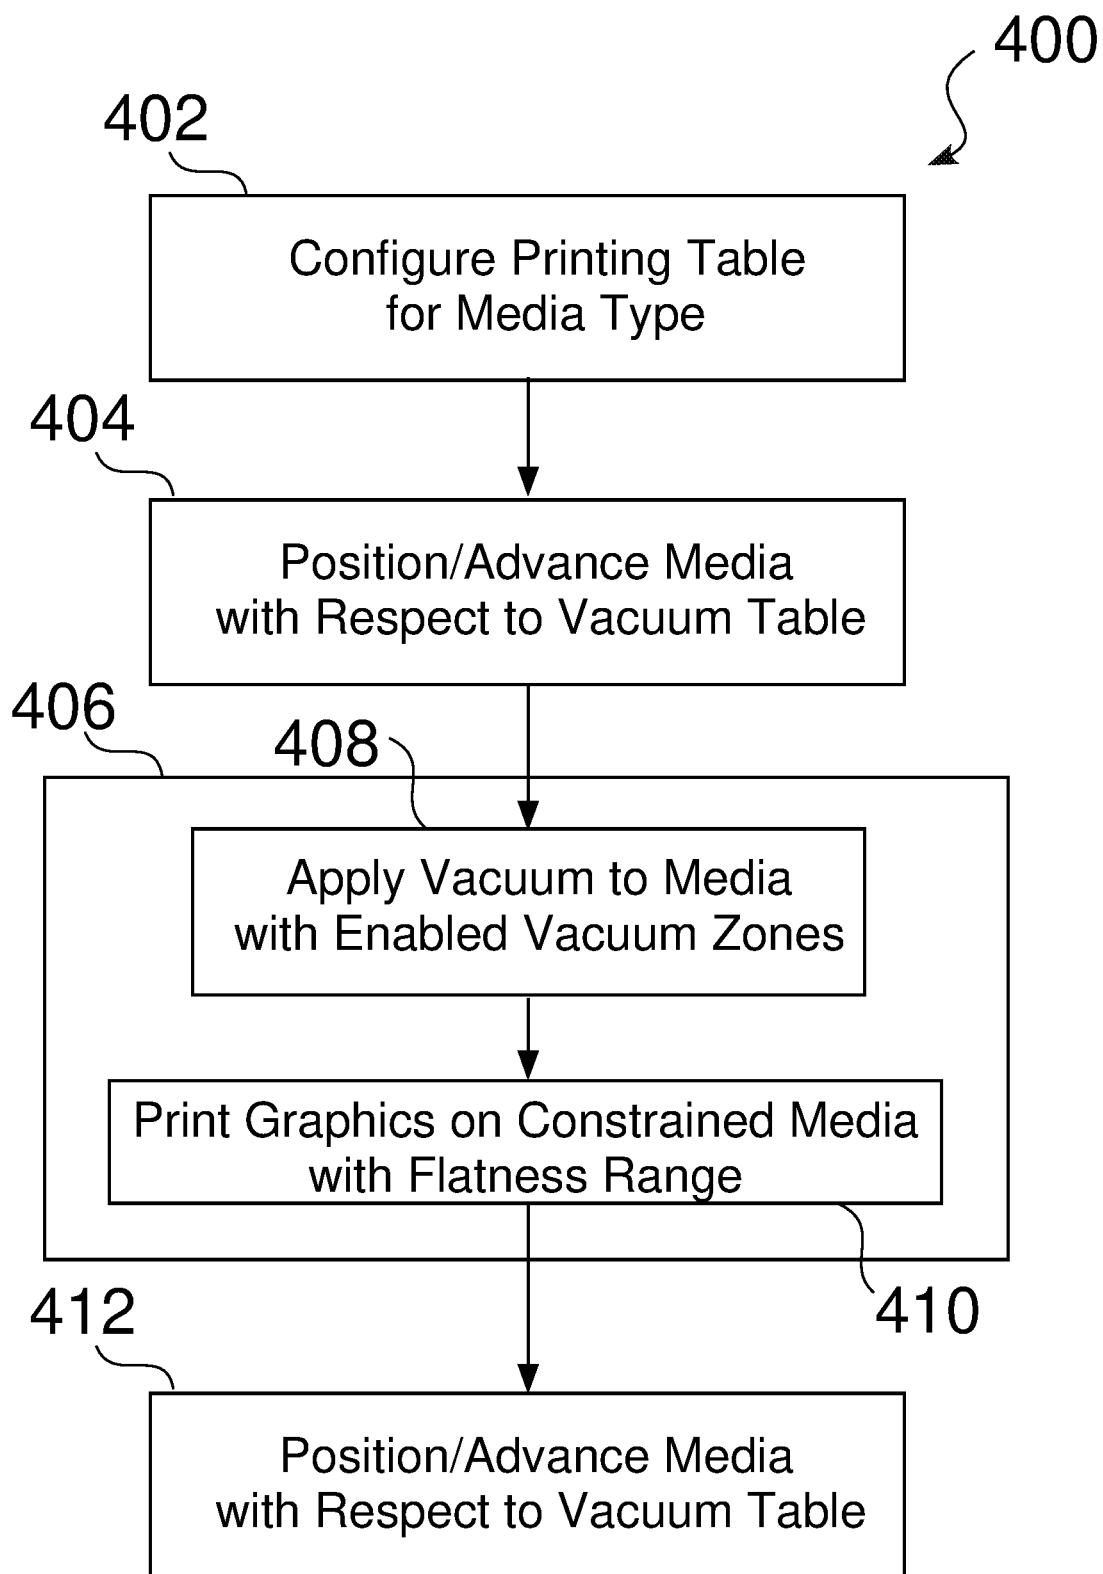 400
402
Configure Printing Table
for Media Type
404
Position/Advance Media
with Respect to Vacuum Table
406
408
Apply Vacuum to Media
with Enabled Vacuum Zones
Print Graphics on Constrained Media
with Flatness Range
410
412
Position/Advance Media
with Respect to Vacuum Table